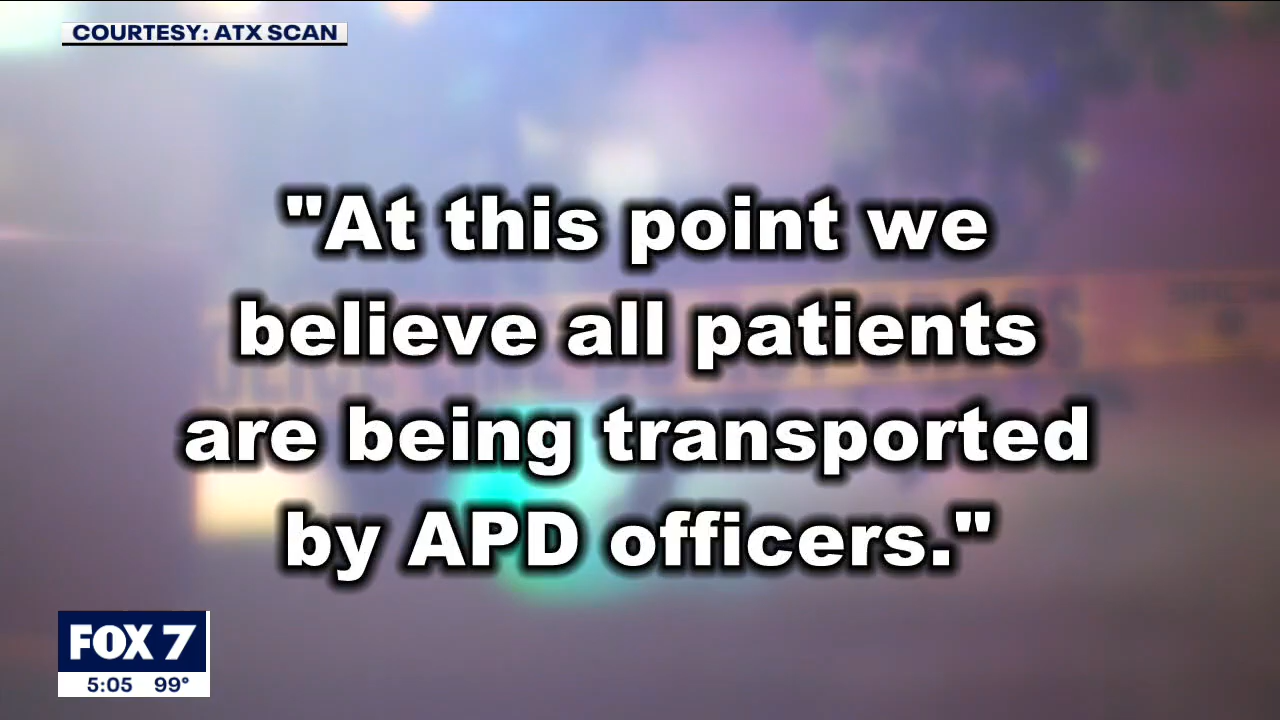 COURTESY: ATX SCAN
"At this point we
believe all patients
are being transported
by APD officers."
FOX 7
5:05 99°